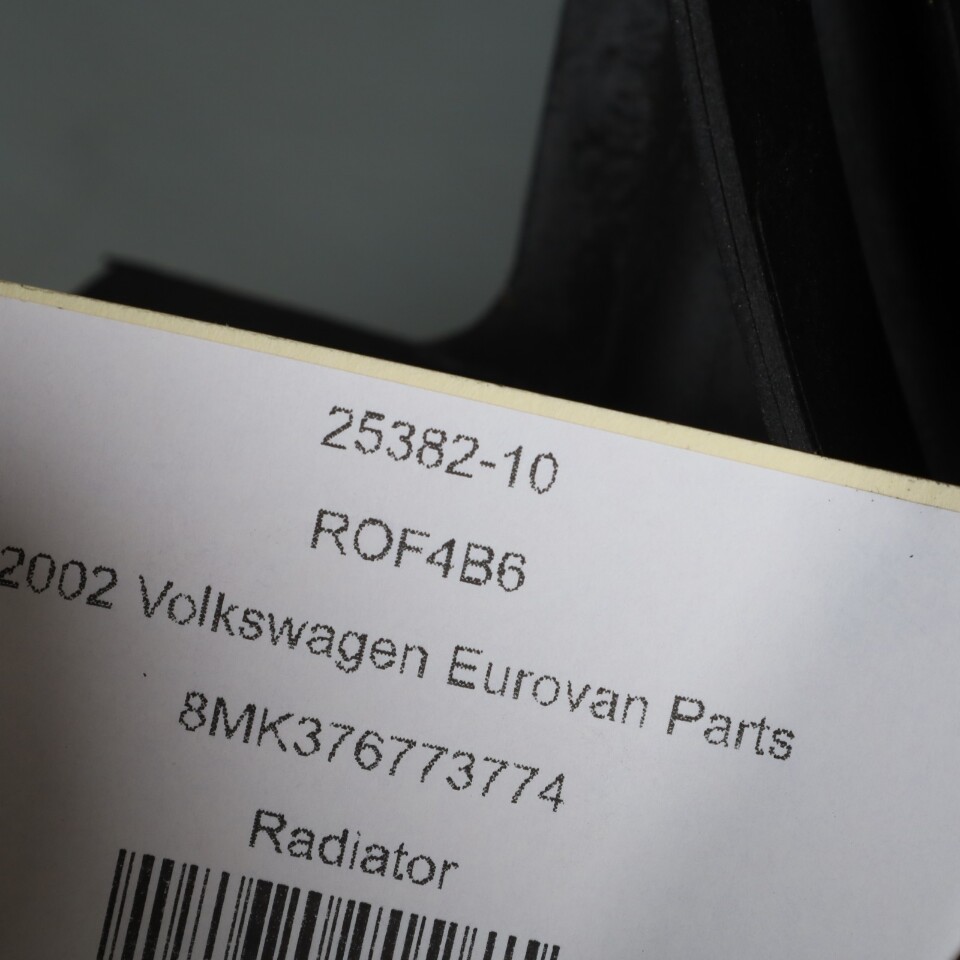 25382-10
ROF4B6
2002 Volkswagen Eurovan Parts
8MK376773774
Radiator